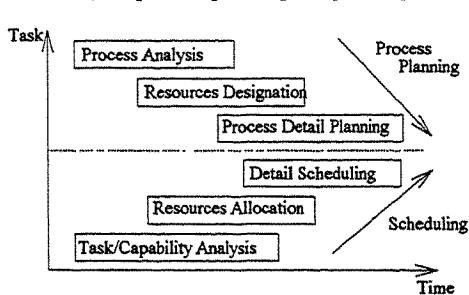 Task
Process Analysis
Process
Planning
Resources Designation
Process Detail Planning
Detail Scheduling
Resources Allocation
Scheduling
Task/Capability Analysis
Time